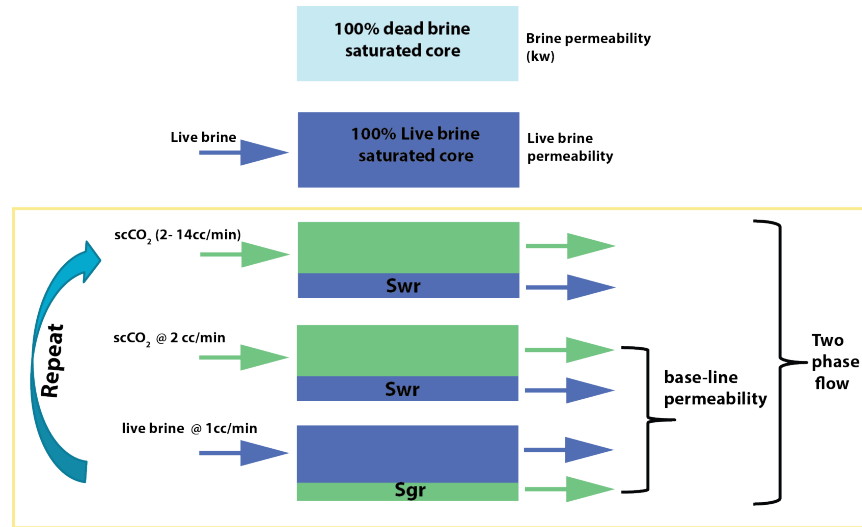 100% dead brine
saturated core
Brine permeability
(kw)
Live brine
100% Live brine
saturated core
Live brine
permeability
scCO₂ (2- 14cc/min)
Swr
scCO₂ @ 2 cc/min
Swr
live brine @ 1cc/min
Sgr
Repeat
base-line
permeability
Two
phase
flow